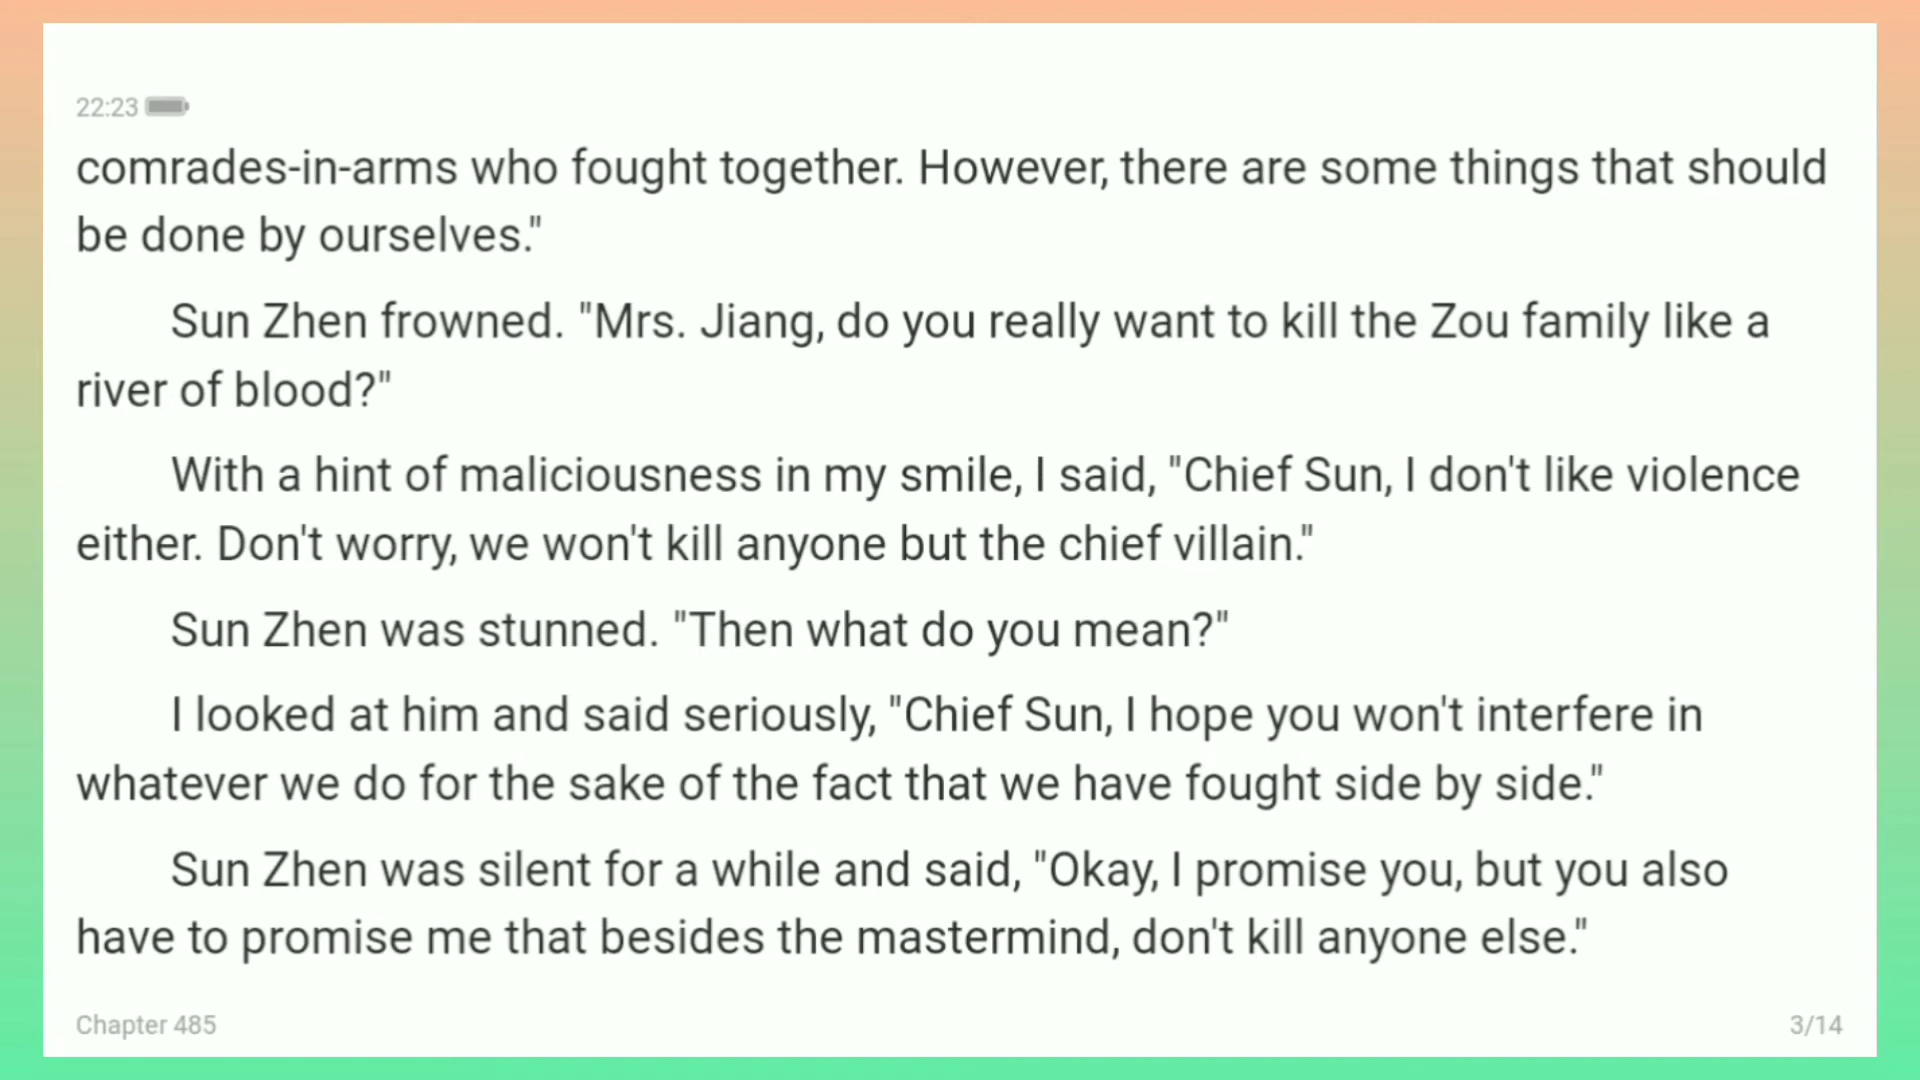 22:23
comrades-in-arms who fought together. However, there are some things that should
be done by ourselves."
Sun Zhen frowned. "Mrs. Jiang, do you really want to kill the Zou family like a
river of blood?"
With a hint of maliciousness in my smile, I said, "Chief Sun, I don't like violence
either. Don't worry, we won't kill anyone but the chief villain."
Sun Zhen was stunned. "Then what do you mean?"
I looked at him and said seriously, "Chief Sun, I hope you won't interfere in
whatever we do for the sake of the fact that we have fought side by side."
Sun Zhen was silent for a while and said, "Okay, I promise you, but you also
have to promise me that besides the mastermind, don't kill anyone else."
Chapter 485 3/14